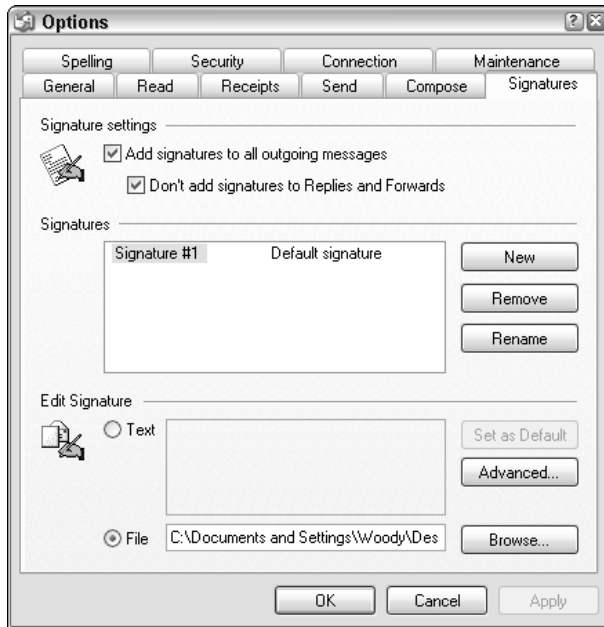 Options
Spelling Security Connection Maintenance
General Read Receipts Send Compose Signatures
Signature settings
Add signatures to all outgoing messages
Don't add signatures to Replies and Forwards
Signatures
Signature #1 Default signature
New
Remove
Rename
Edit Signature
Text
Set as Default
Advanced...
File C:\Documents and Settings\Woody\Des Browse...
OK Cancel Apply